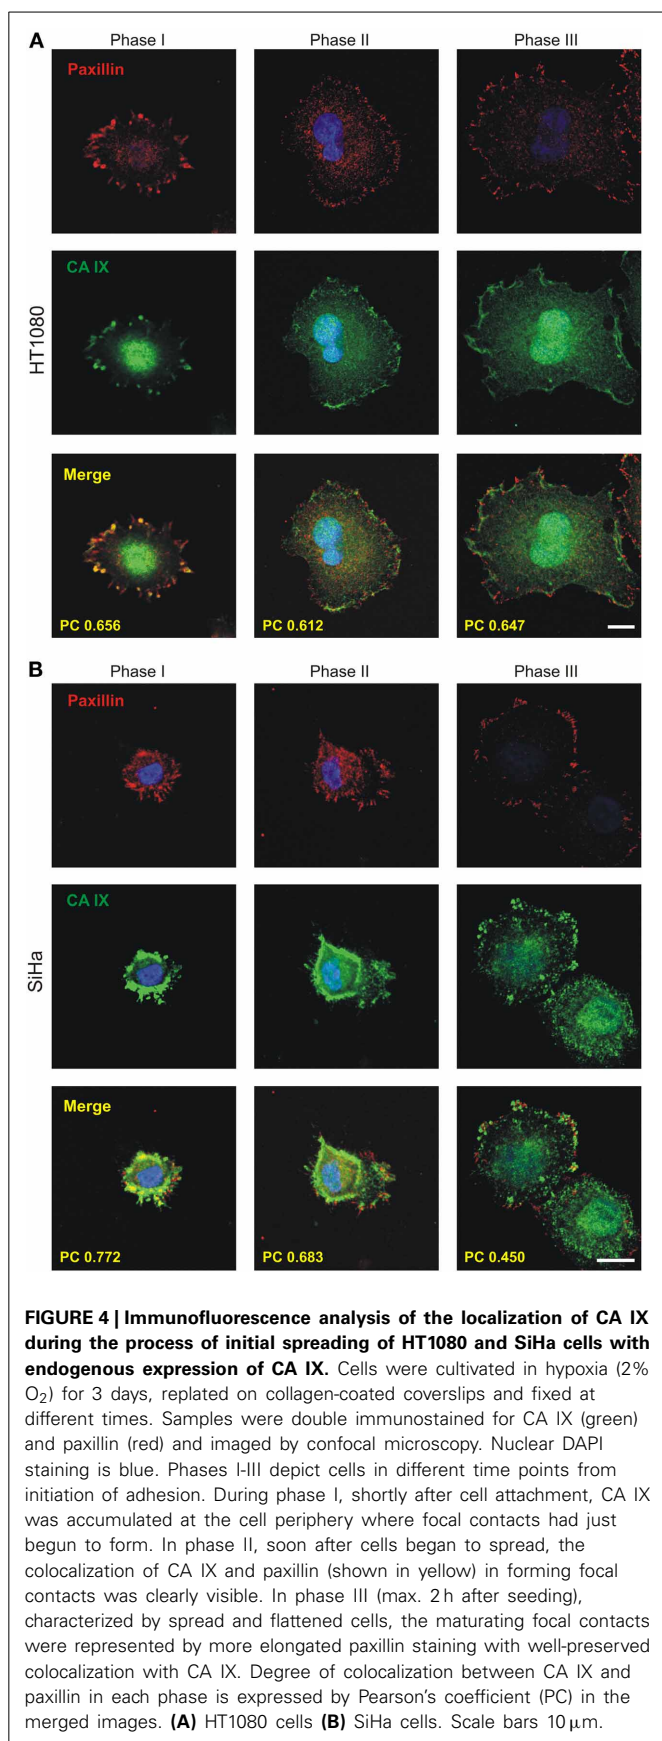 A
Phase I Phase II Phase III
Paxillin
CA IX
HT1080
Merge
PC 0.656 PC 0.612 PC 0.647
B
Phase I Phase II Phase III
Paxillin
CA IX
SiHa
Merge
PC 0.772 PC 0.683 PC 0.450
FIGURE 4 | Immunofluorescence analysis of the localization of CA IX
during the process of initial spreading of HT1080 and SiHa cells with
endogenous expression of CA IX. Cells were cultivated in hypoxia (2%
O₂) for 3 days, replated on collagen-coated coverslips and fixed at
different times. Samples were double immunostained for CA IX (green)
and paxillin (red) and imaged by confocal microscopy. Nuclear DAPI
staining is blue. Phases I-III depict cells in different time points from
initiation of adhesion. During phase I, shortly after cell attachment, CA IX
was accumulated at the cell periphery where focal contacts had just
begun to form. In phase II, soon after cells began to spread, the
colocalization of CA IX and paxillin (shown in yellow) in forming focal
contacts was clearly visible. In phase III (max. 2 h after seeding),
characterized by spread and flattened cells, the maturating focal contacts
were represented by more elongated paxillin staining with well-preserved
colocalization with CA IX. Degree of colocalization between CA IX and
paxillin in each phase is expressed by Pearson's coefficient (PC) in the
merged images. (A) HT1080 cells (B) SiHa cells. Scale bars 10 μm.